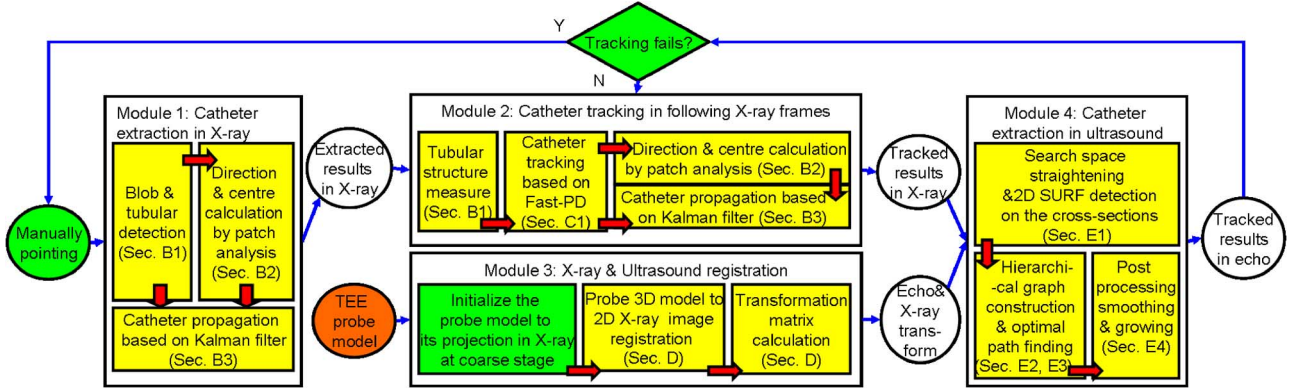 Y
Tracking fails?
N
Module 1: Catheter
extraction in X-ray
Blob &
tubular
detection
(Sec. B1)
Direction
& centre
calculation
by patch
analysis
(Sec. B2)
Catheter propagation
based on Kalman filter
(Sec. B3)
Manually
pointing
Extracted
results
in X-ray
Module 2: Catheter tracking in following X-ray frames
Tubular
structure
measure
(Sec. B1)
Catheter
tracking
based on
Fast-PD
(Sec. C1)
Direction & centre calculation
by patch analysis (Sec. B2)
Catheter propagation based
on Kalman filter (Sec. B3)
Tracked
results
in X-ray
TEE
probe
model
Module 3: X-ray & Ultrasound registration
Initialize the
probe model to
its projection in X-ray
at coarse stage
Probe 3D model to
2D X-ray image
registration
(Sec. D)
Transformation
matrix
calculation
(Sec. D)
Echo&
X-ray
trans-
form
Module 4: Catheter
extraction in ultrasound
Search space
straightening
&2D SURF detection
on the cross-sections
(Sec. E1)
Hierarchi-
-cal graph
construction
& optimal
path finding
(Sec. E2, E3)
Post
processing
smoothing
& growing
(Sec. E4)
Tracked
results
in echo